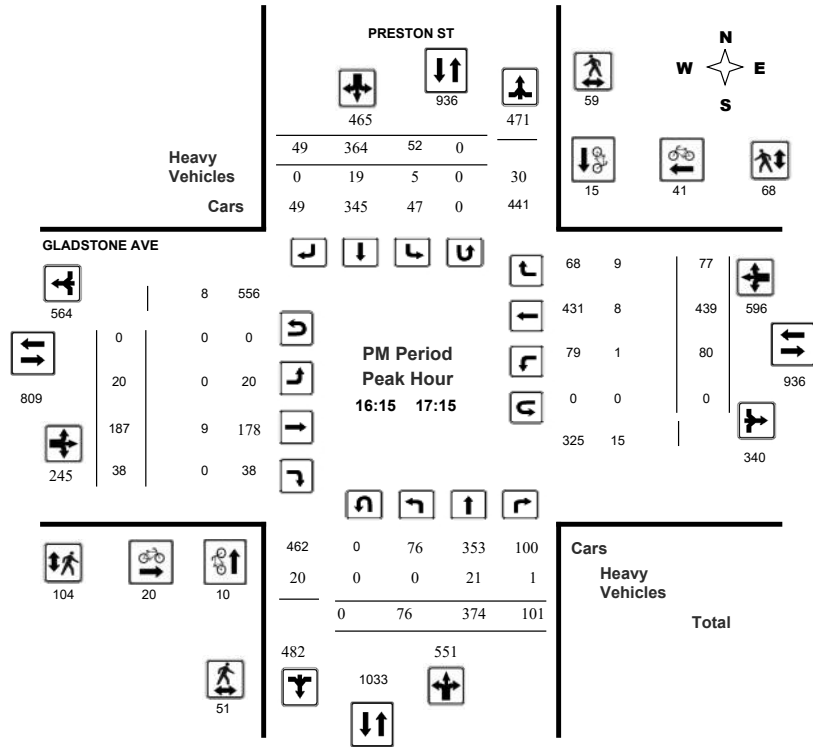 PRESTON ST
N
W E
S
465 936 471 59
49 364 52 0
Heavy
Vehicles 0 19 5 0 30
Cars 49 345 47 0 441
15 41 68
GLADSTONE AVE
564 8 556
0 0 0
20 0 20
187 9 178
38 0 38
809
245
PM Period
Peak Hour
16:15 17:15
68 9 77
431 8 439
79 1 80
0 0 0
325 15
596
936
340
462 0 76 353 100 Cars
20 0 0 21 1 Heavy
Vehicles
0 76 374 101 Total
104 20 10
482 1033 551
51